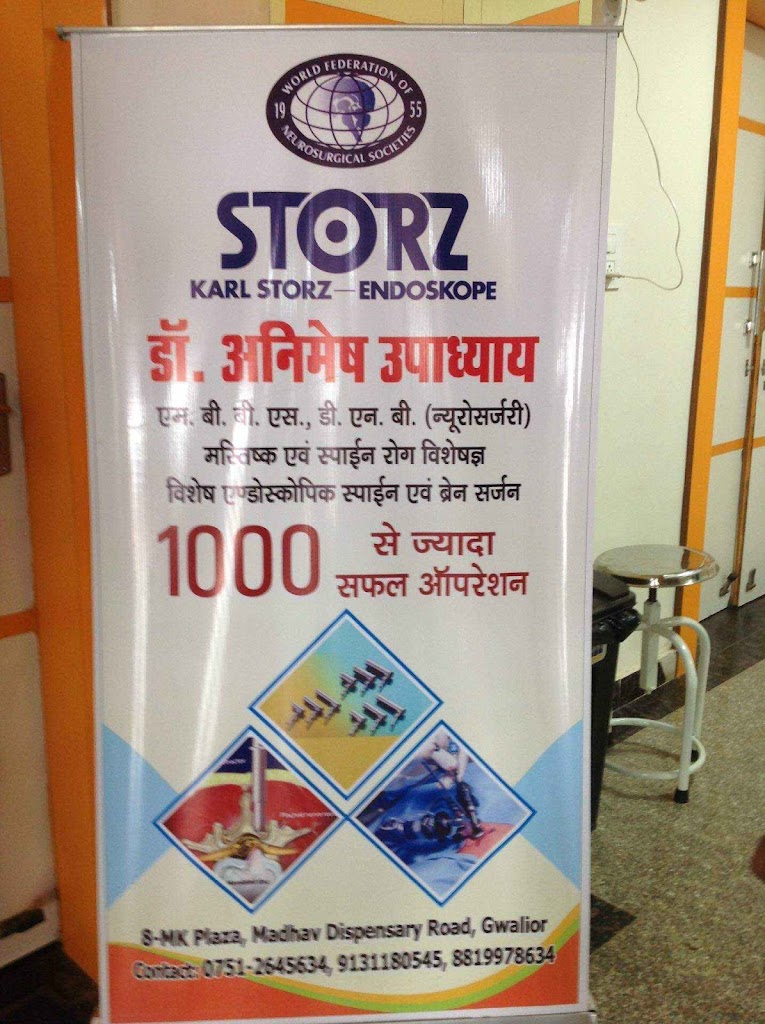 WORLD FEDERATION OF
19 55
NEUROSURGICAL SOCIETIES
STORZ
KARL STORZ—ENDOSKOPE
डॉ. अनिमेष उपाध्याय
एम. बी. बी. एस., डी. एन. बी. (न्यूरोसर्जरी)
मस्तिष्क एवं स्पाईन रोग विशेषज्ञ
विशेष एण्डोस्कोपिक स्पाईन एवं ब्रेन सर्जन
1000 से ज्यादा
सफल ऑपरेशन
8-MK Plaza, Madhav Dispensary Road, Gwalior
Contact: 0751-2645634, 9131180545, 8819978634